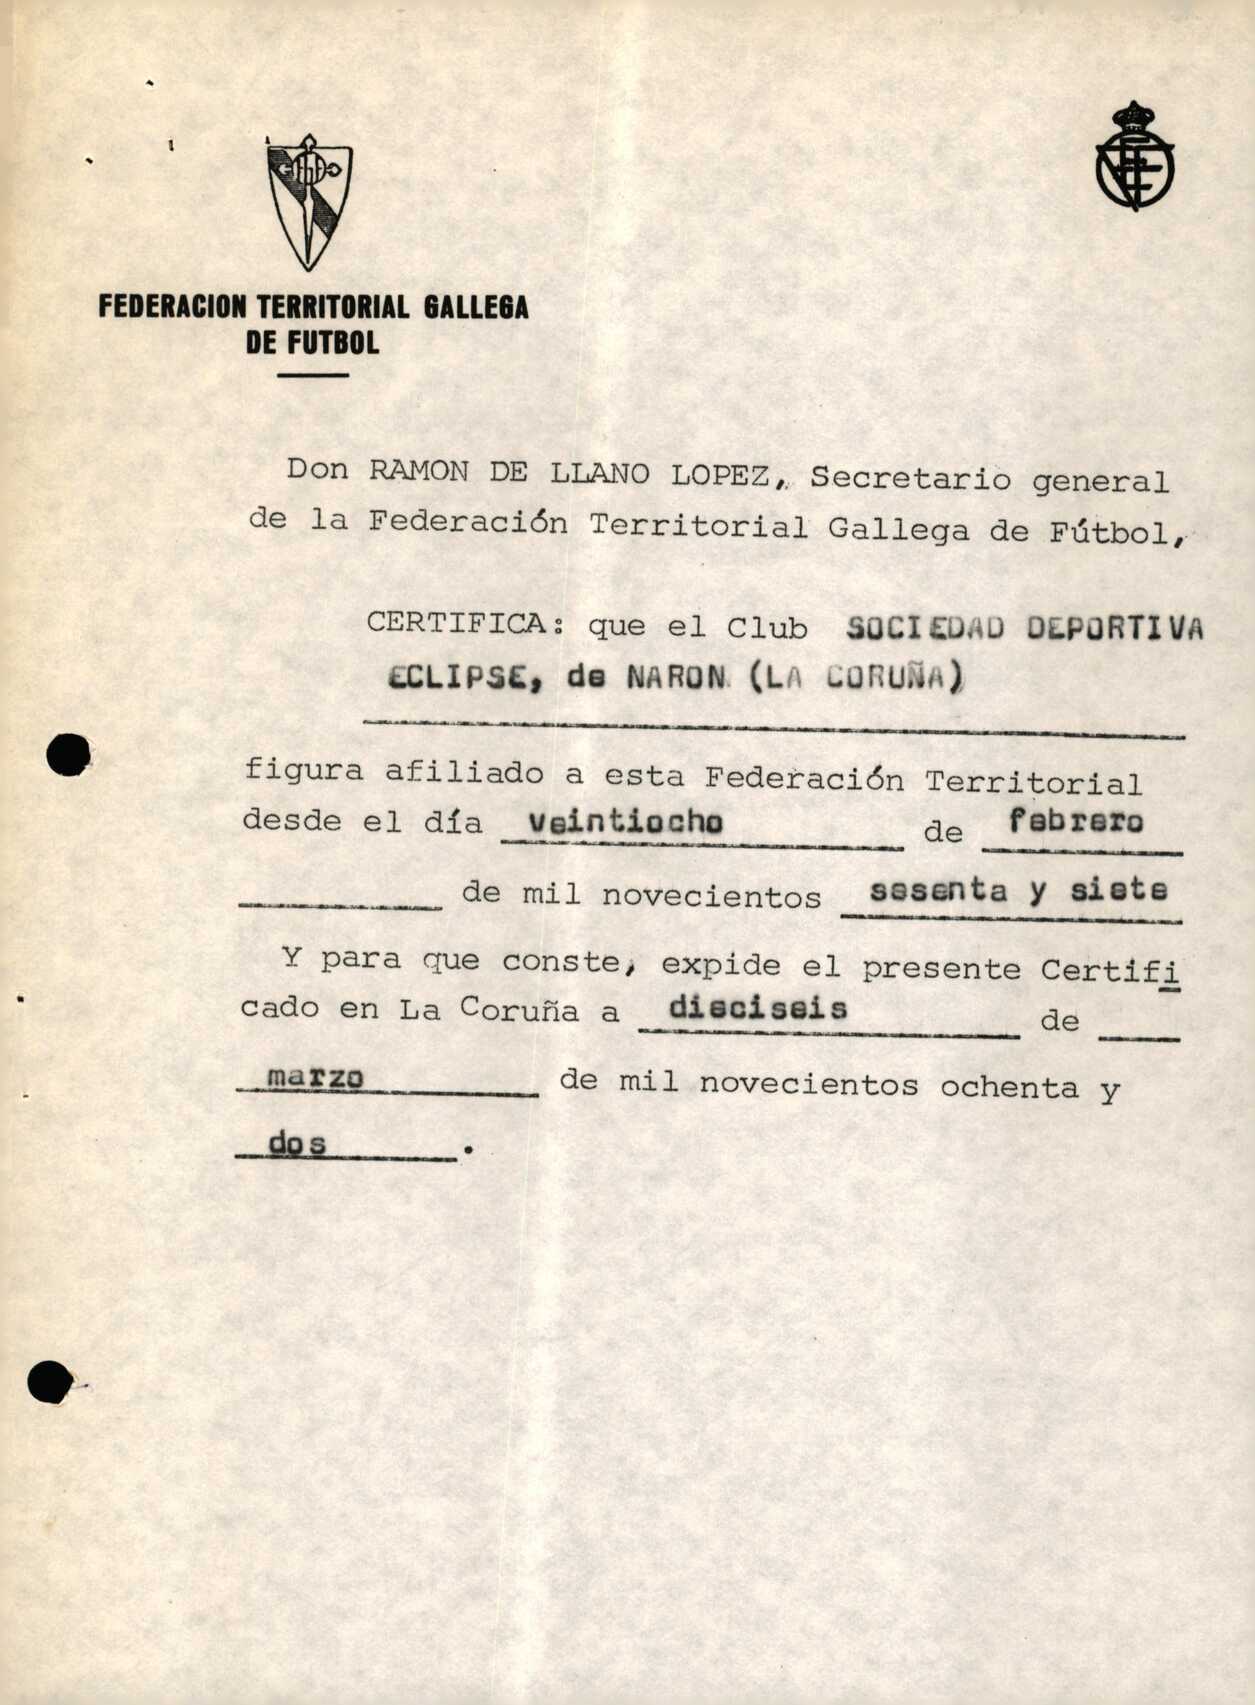 FEDERACION TERRITORIAL GALLEGA
DE FUTBOL
Don RAMON DE LLANO LOPEZ, Secretario general
de la Federación Territorial Gallega de Fútbol,
CERTIFICA: que el Club SOCIEDAD DEPORTIVA
ECLIPSE, de NARON (LA CORUÑA)
figura afiliado a esta Federación Territorial
desde el día veintiocho de febrero
de mil novecientos sesenta y siete
Y para que conste, expide el presente Certifi
cado en La Coruña a dieciseis de
marzo de mil novecientos ochenta y
dos .